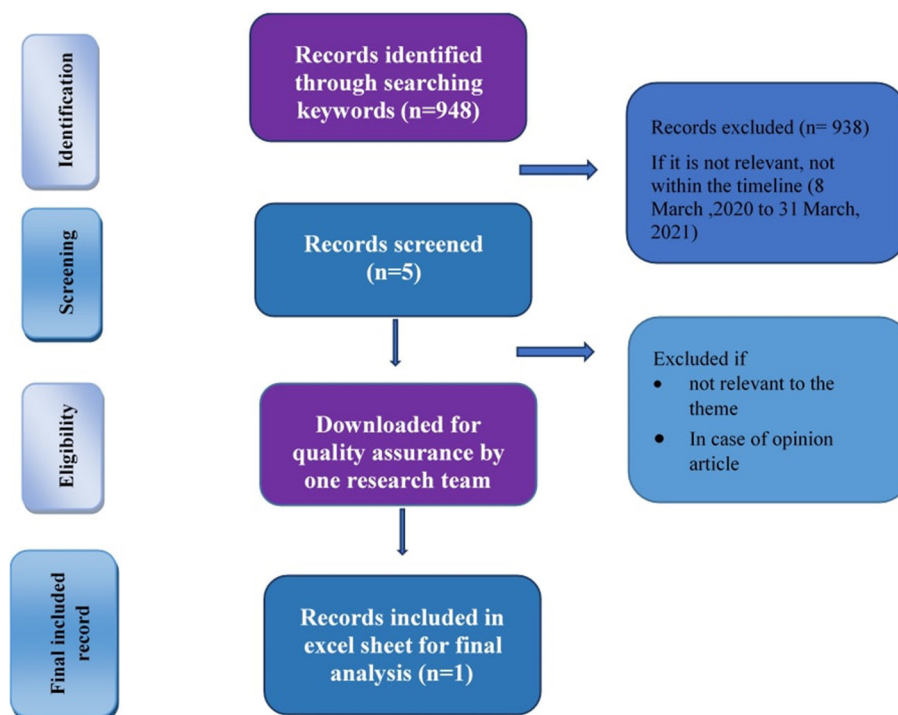 Identification
Records identified
through searching
keywords (n=948)
Records excluded (n= 938)
If it is not relevant, not
within the timeline (8
March ,2020 to 31 March,
2021)
Screening
Records screened
(n=5)
Excluded if
● not relevant to the
theme
● In case of opinion
article
Eligibility
Downloaded for
quality assurance by
one research team
Final included
record
Records included in
excel sheet for final
analysis (n=1)